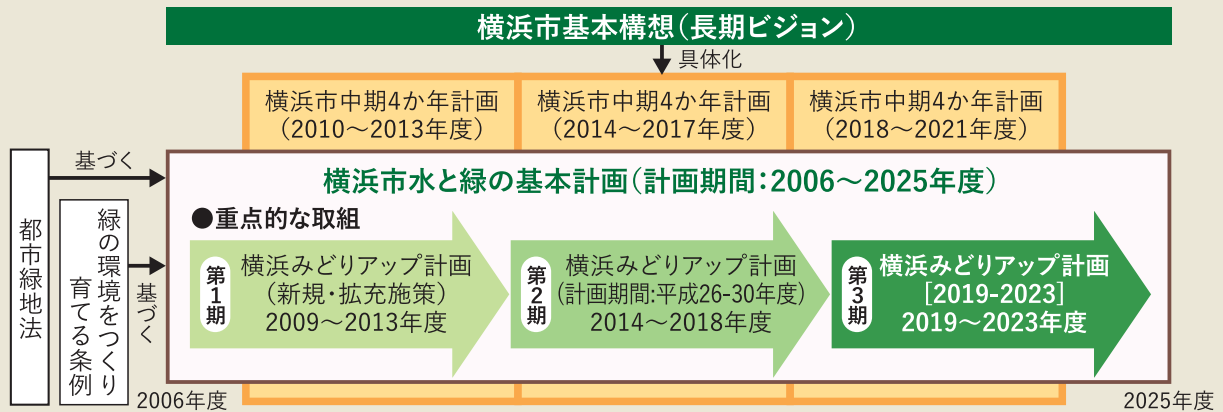 横浜市基本構想(長期ビジョン)
具体化
横浜市中期4か年計画
(2010〜2013年度)
横浜市中期4か年計画
(2014〜2017年度)
横浜市中期4か年計画
(2018〜2021年度)
都市緑地法
基づく
緑の環境をつくり
育てる条例
基づく
横浜市水と緑の基本計画(計画期間:2006〜2025年度)
●重点的な取組
第1期
横浜みどりアップ計画
(新規・拡充施策)
2009〜2013年度
第2期
横浜みどりアップ計画
(計画期間:平成26-30年度)
2014〜2018年度
第3期
横浜みどりアップ計画
[2019-2023]
2019〜2023年度
2006年度
2025年度